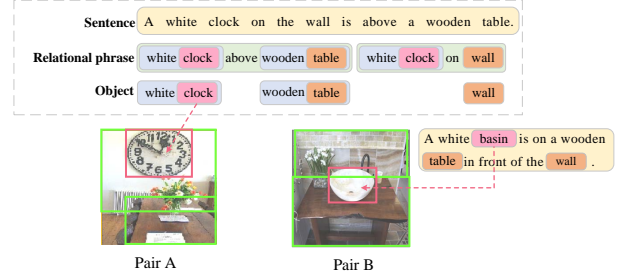 Sentence A white clock on the wall is above a wooden table.
Relational phrase white clock above wooden table white clock on wall
Object white clock wooden table wall
A white basin is on a wooden
table in front of the wall .
Pair A
Pair B